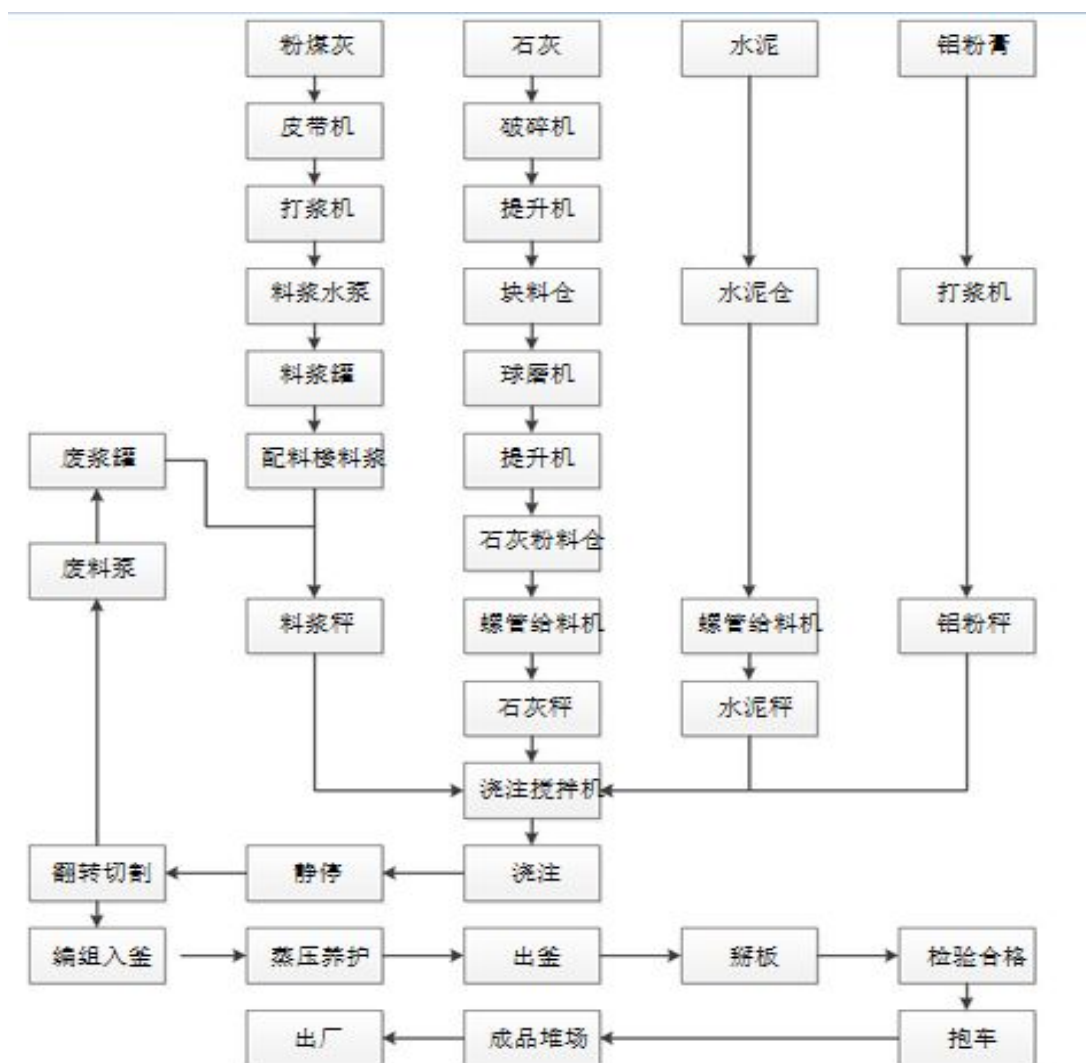 粉煤灰
石灰
水泥
铝粉膏
皮带机
破碎机
打浆机
提升机
料浆水泵
块料仓
水泥仓
打浆机
料浆罐
球磨机
废浆罐
配料楼料浆
提升机
石灰粉料仓
废料泵
料浆秤
螺管给料机
螺管给料机
铝粉秤
石灰秤
水泥秤
浇注搅拌机
翻转切割
静停
浇注
编组入釜
蒸压养护
出釜
掰板
检验合格
出厂
成品堆场
抱车